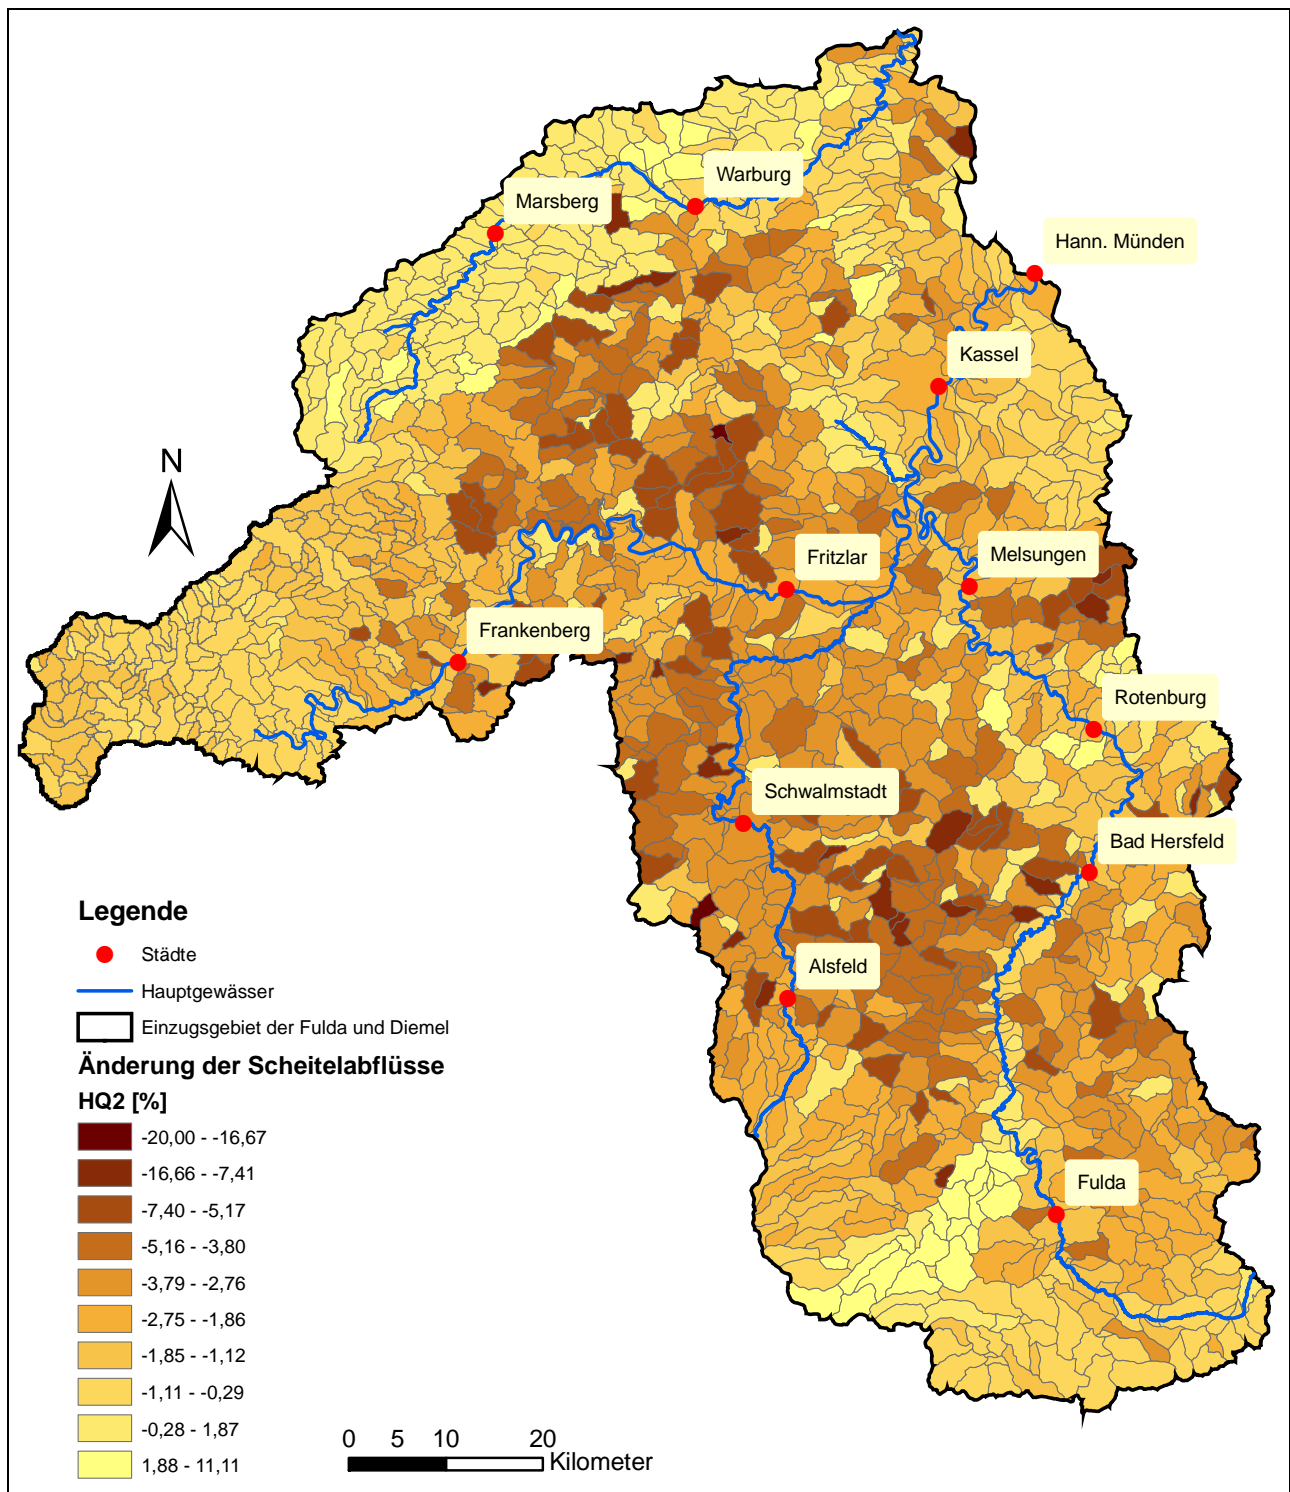 Warburg
Marsberg
Hann. Münden
Kassel
N
Fritzlar
Melsungen
Frankenberg
Rotenburg
Schwalmstadt
Bad Hersfeld
Alsfeld
Fulda
Legende
Städte
Hauptgewässer
Einzugsgebiet der Fulda und Diemel
Änderung der Scheitelabflüsse
HQ2 [%]
-20,00 - -16,67
-16,66 - -7,41
-7,40 - -5,17
-5,16 - -3,80
-3,79 - -2,76
-2,75 - -1,86
-1,85 - -1,12
-1,11 - -0,29
-0,28 - 1,87
1,88 - 11,11
0 5 10 20
Kilometer